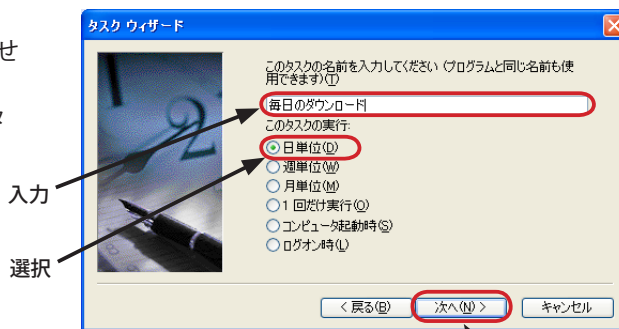 タスク ウィザード
せ
このタスクの名前を入力してください (プログラムと同じ名前も使
用できます)(T)
毎日のダウンロード
このタスクの実行:
日単位(D)
週単位(W)
月単位(M)
1 回だけ実行(O)
コンピュータ起動時(S)
ログオン時(L)
入力
選択
< 戻る(B)
次へ(N) >
キャンセル